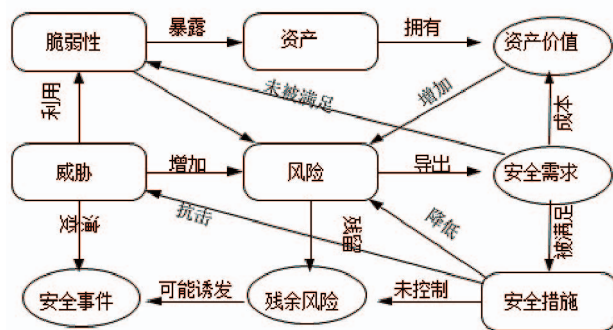 脆弱性
暴露
资产
拥有
资产价值
利用
未被满足
增加
成本
威胁
增加
风险
导出
安全需求
演变
抗击
残留
降低
被满足
安全事件
可能诱发
残余风险
未控制
安全措施